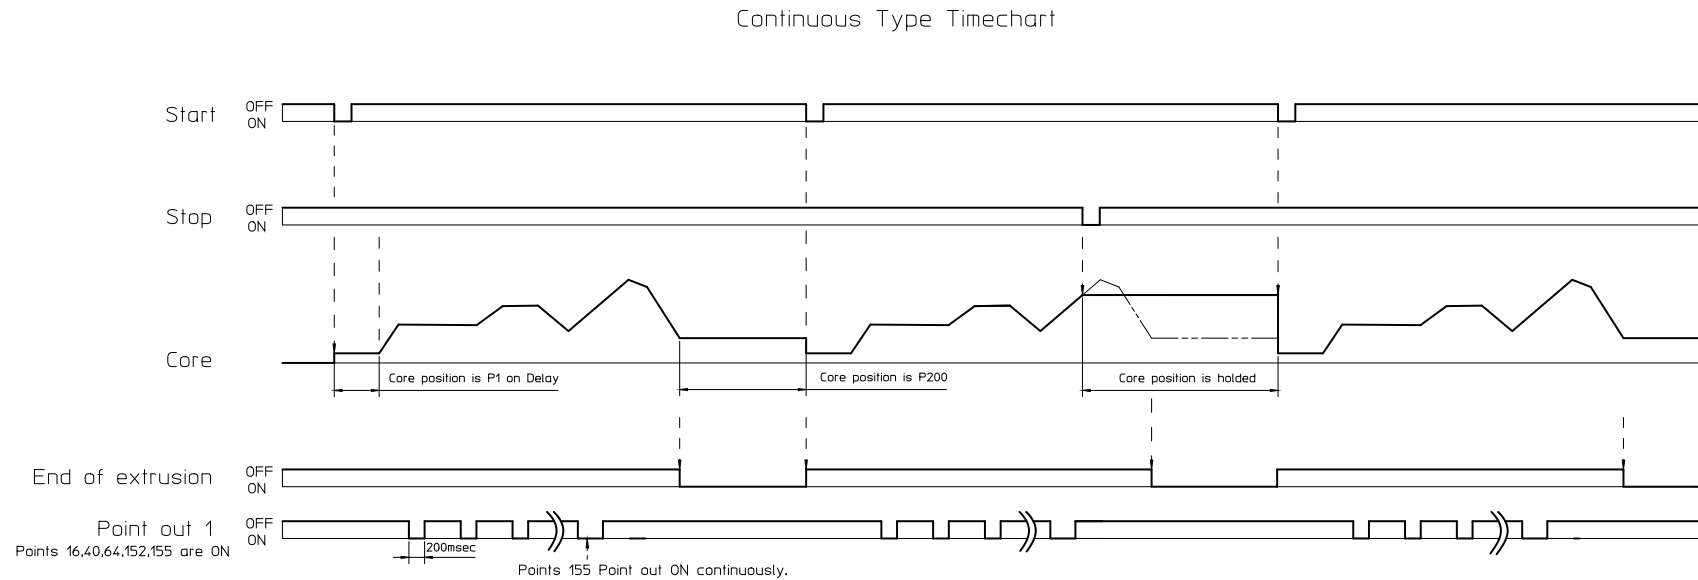 Continuous Type Timechart
Start OFF
ON
Stop OFF
ON
Core
Core position is P1 on Delay
Core position is P200
Core position is holded
End of extrusion OFF
ON
Point out 1 OFF
ON
Points 16,40,64,152,155 are ON
200msec
Points 155 Point out ON continuously.